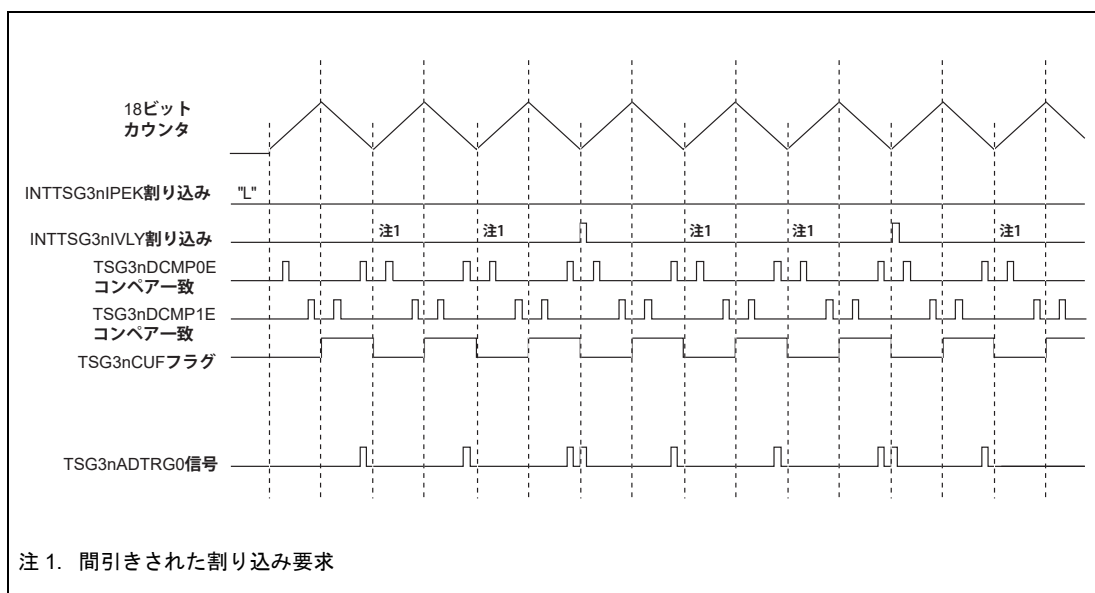 18ビット
カウンタ
INTTSG3nIPEK割り込み "L"
INTTSG3nIVLY割り込み 注1 注1 注1 注1 注1
TSG3nDCMP0E
コンペアー致
TSG3nDCMP1E
コンペアー致
TSG3nCUFフラグ
TSG3nADTRG0信号
注 1. 間引きされた割り込み要求